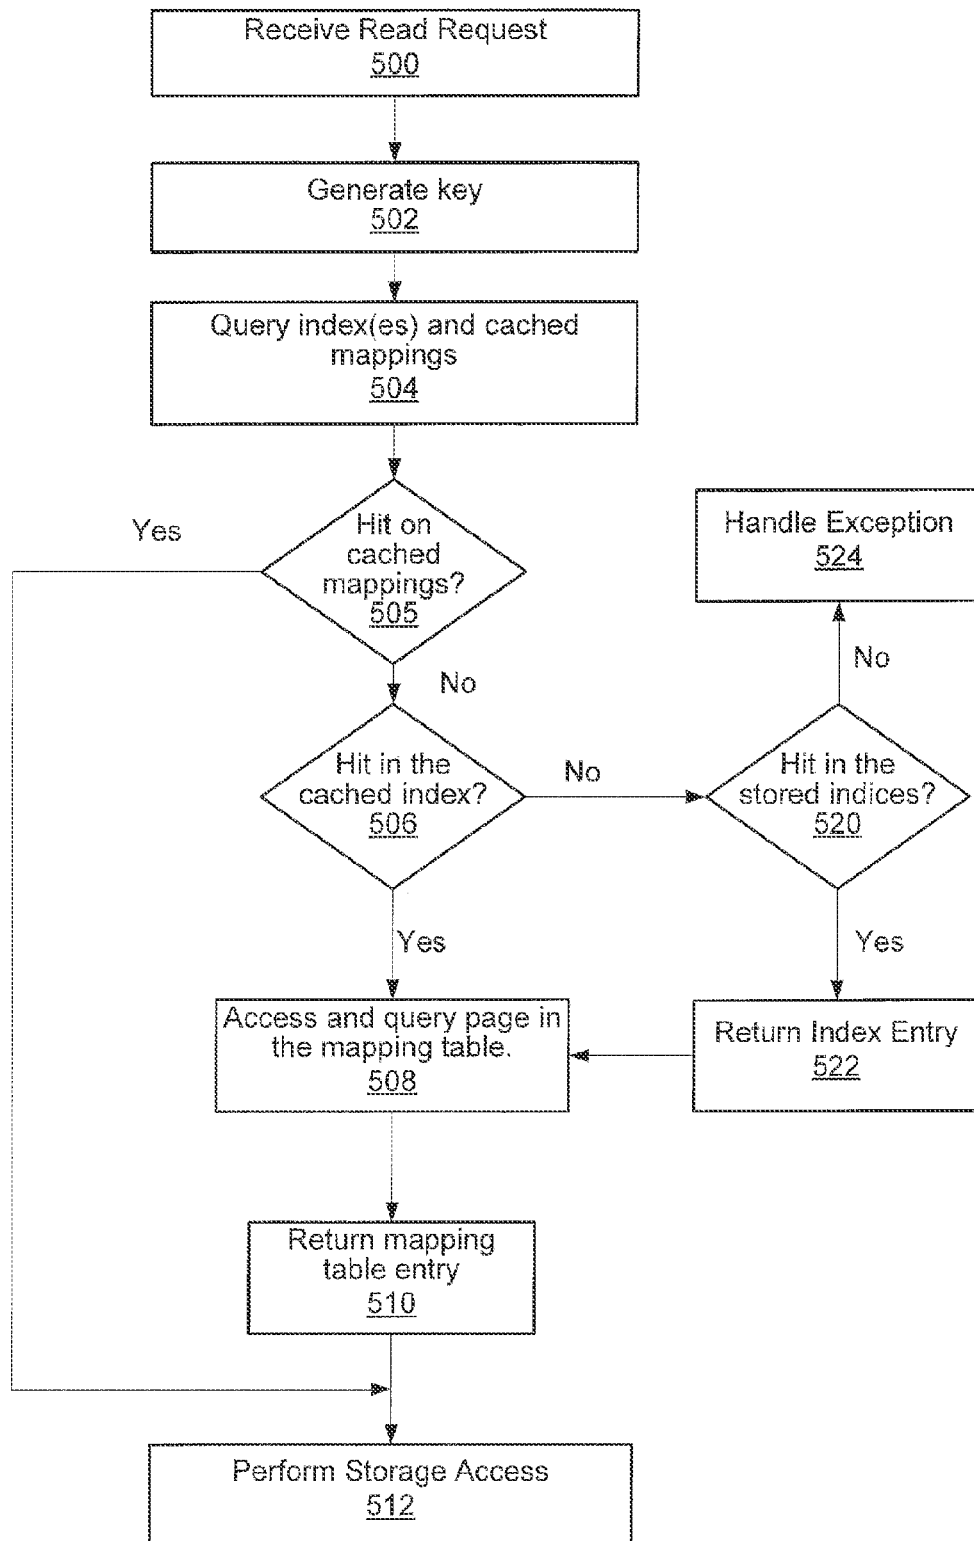 Receive Read Request
500
Generate key
502
Query index(es) and cached
mappings
504
Yes
Hit on
cached
mappings?
505
No
Handle Exception
524
No
Hit in the
cached index?
506
No
Hit in the
stored indices?
520
Yes
Yes
Access and query page in
the mapping table.
508
Return Index Entry
522
Return mapping
table entry
510
Perform Storage Access
512